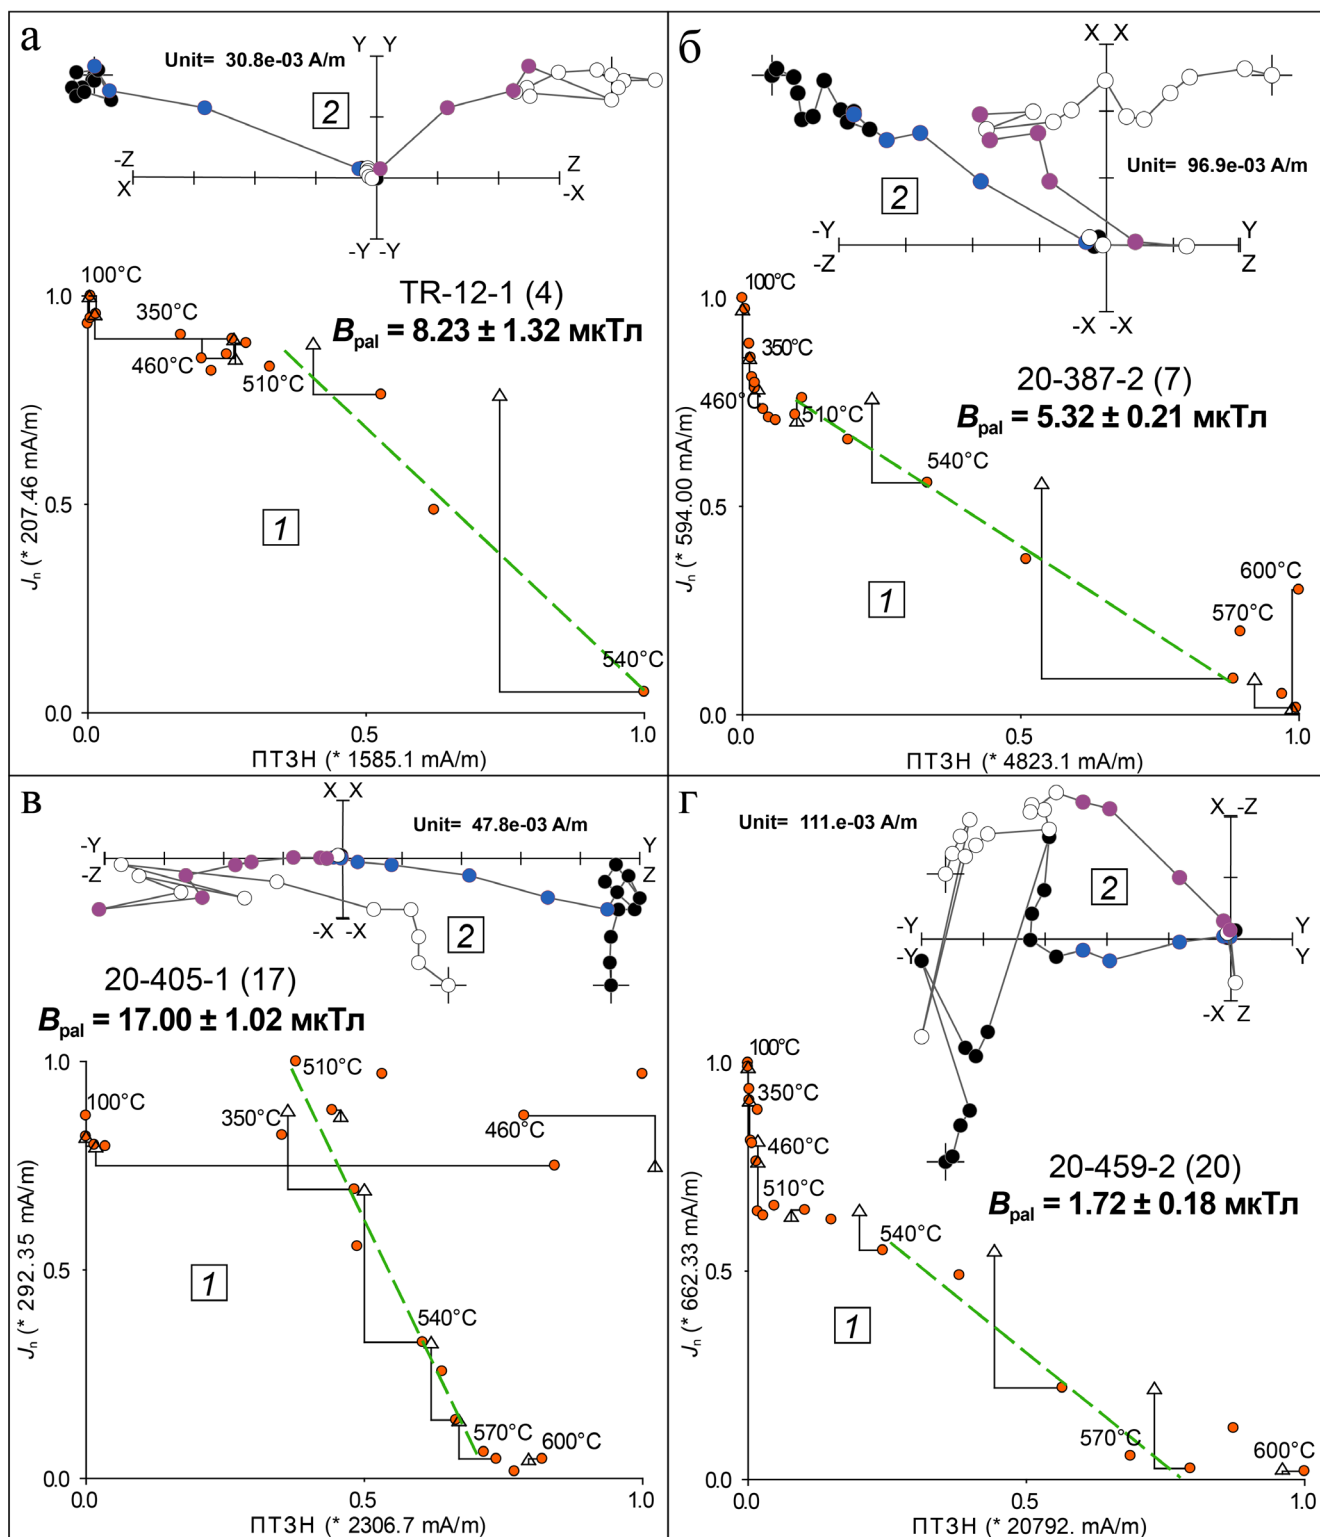 а
Unit= 30.8e-03 A/m
Y Y
2
-Z
X
Z
-X
-Y -Y
TR-12-1 (4)
Bpal = 8.23 ± 1.32 мкТл
100°C
350°C
460°C
510°C
540°C
1
1.0
0.5
0.0
Jn (* 207.46 mA/m)
0.0
0.5
1.0
ПТЗН (* 1585.1 mA/m)
б
X X
Unit= 96.9e-03 A/m
2
-Y
-Z
Y
Z
-X -X
20-387-2 (7)
Bpal = 5.32 ± 0.21 мкТл
100°C
350°C
460°C
510°C
540°C
570°C
600°C
1
1.0
0.5
0.0
Jn (* 594.00 mA/m)
0.0
0.5
1.0
ПТЗН (* 4823.1 mA/m)
в
X X
Unit= 47.8e-03 A/m
-Y
-Z
Y
Z
-X -X
2
20-405-1 (17)
Bpal = 17.00 ± 1.02 мкТл
100°C
350°C
460°C
510°C
540°C
570°C
600°C
1
1.0
0.5
0.0
Jn (* 292.35 mA/m)
0.0
0.5
1.0
ПТЗН (* 2306.7 mA/m)
г
X -Z
Unit= 111.e-03 A/m
2
-Y
-Y
Y
Y
-X Z
20-459-2 (20)
Bpal = 1.72 ± 0.18 мкТл
100°C
350°C
460°C
510°C
540°C
570°C
600°C
1
1.0
0.5
0.0
Jn (* 662.33 mA/m)
0.0
0.5
1.0
ПТЗН (* 20792. mA/m)